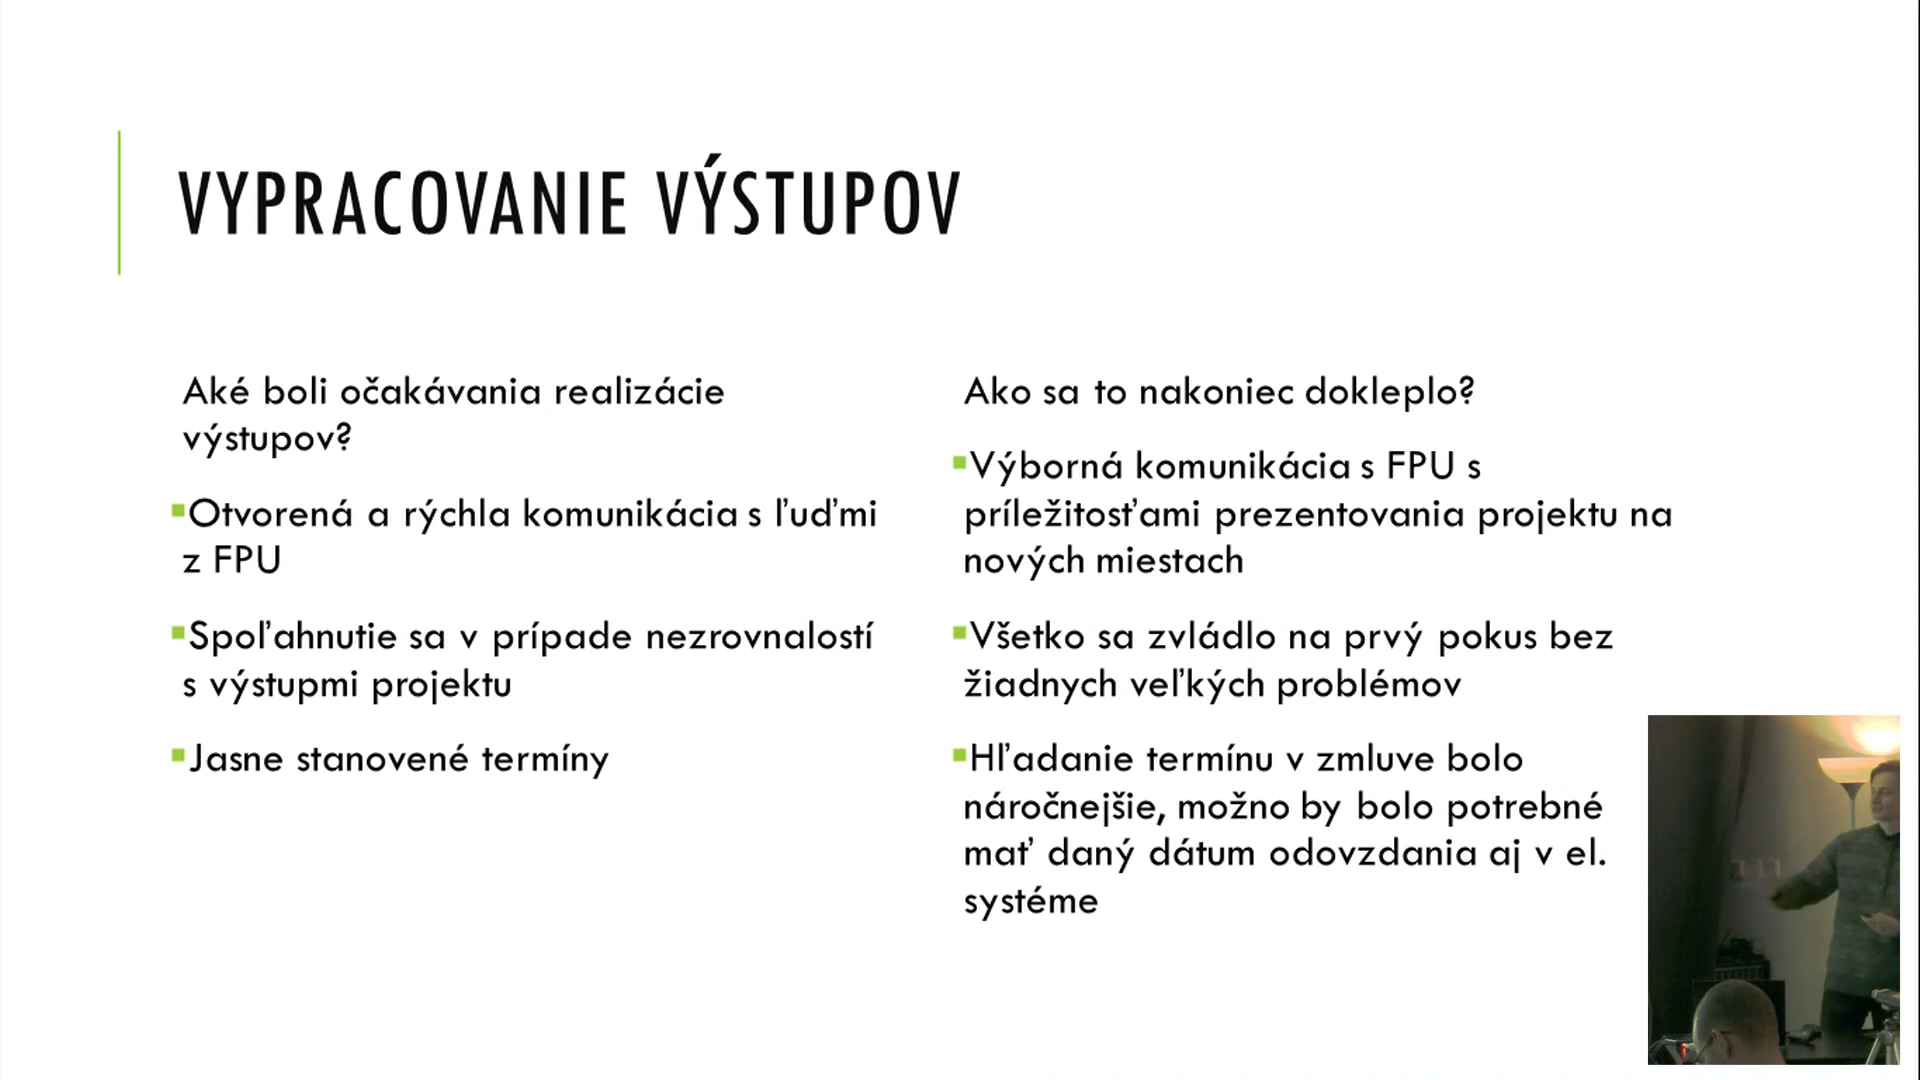 VYPRACOVANIE VÝSTUPOV
Aké boli očakávania realizácie
výstupov?
▪Otvorená a rýchla komunikácia s ľuďmi
z FPU
▪Spoľahnutie sa v prípade nezrovnalostí
s výstupmi projektu
▪Jasne stanovené termíny
Ako sa to nakoniec dokleplo?
▪Výborná komunikácia s FPU s
príležitosťami prezentovania projektu na
nových miestach
▪Všetko sa zvládlo na prvý pokus bez
žiadnych veľkých problémov
▪Hľadanie termínu v zmluve bolo
náročnejšie, možno by bolo potrebné
mať daný dátum odovzdania aj v el.
systéme